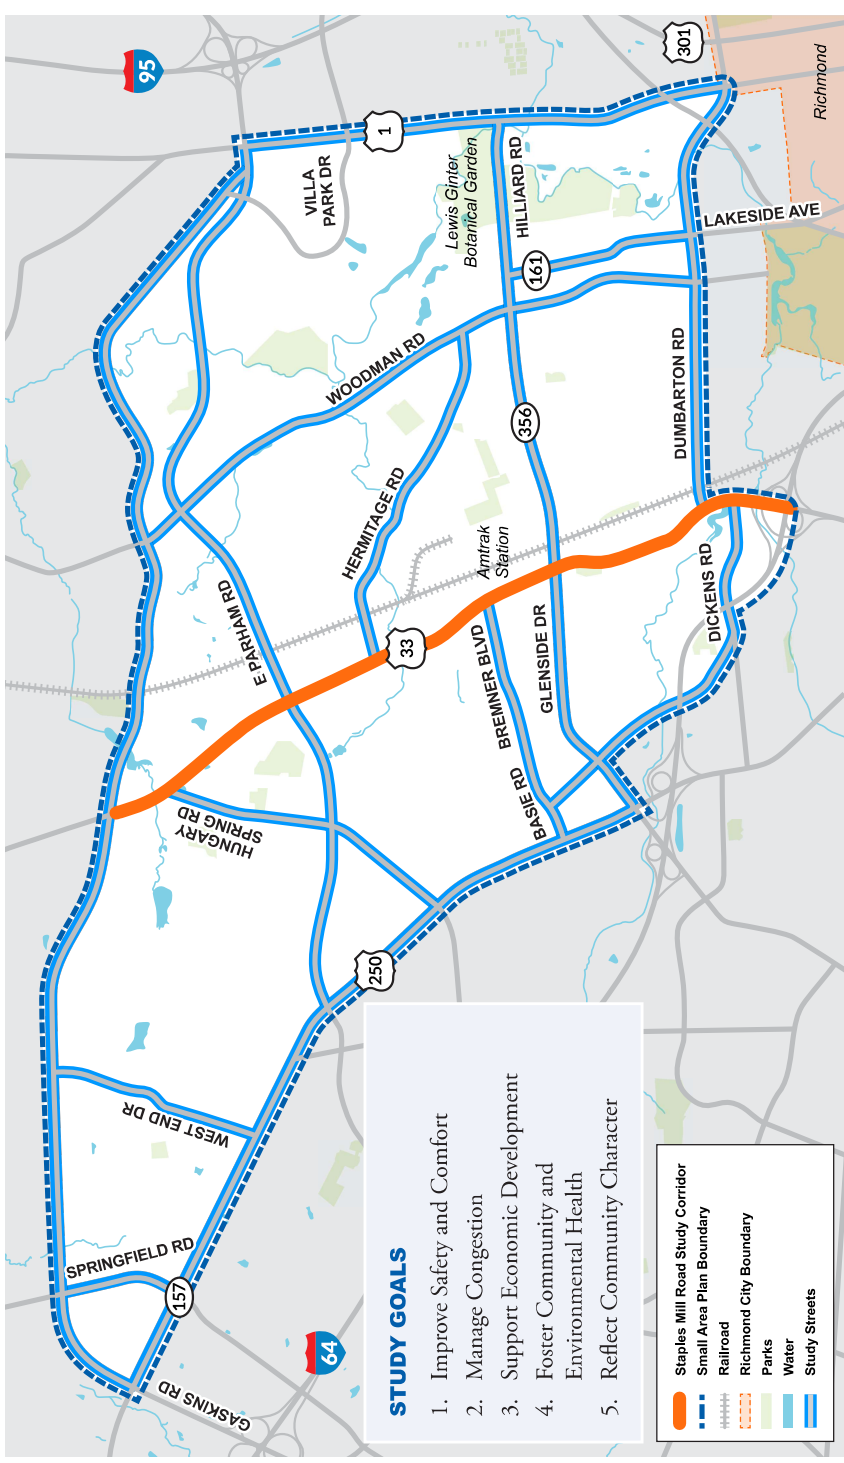 95
301
Richmond
1
VILLA
PARK DR
Lewis Ginter
Botanical Garden
HILLIARD RD
LAKESIDE AVE
161
WOODMAN RD
356
DUMBARTON RD
HERMITAGE RD
Amtrak
Station
E PARHAM RD
33
BREMNER BLVD
GLENSIDE DR
DICKENS RD
BASIE RD
HUNGARY
SPRING RD
250
WEST END DR
SPRINGFIELD RD
157
GASKINS RD
64
STUDY GOALS
1. Improve Safety and Comfort
2. Manage Congestion
3. Support Economic Development
4. Foster Community and
Environmental Health
5. Reflect Community Character
Staples Mill Road Study Corridor
Small Area Plan Boundary
Railroad
Richmond City Boundary
Parks
Water
Study Streets